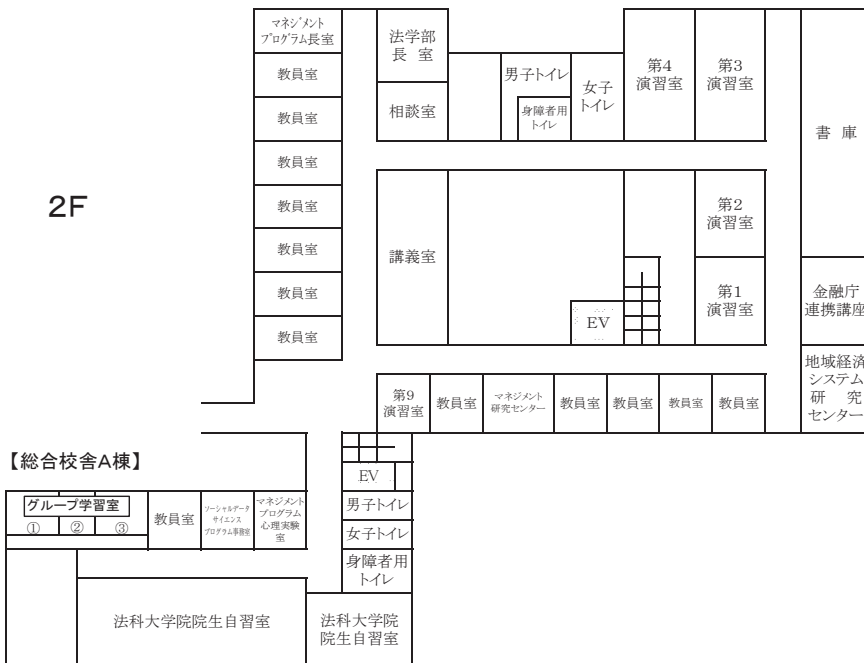 マネジメント
プログラム長室
法学部
長 室
第4
演習室
第3
演習室
教員室
男子トイレ
女子
トイレ
身障者用
トイレ
相談室
教員室
書 庫
教員室
2F
教員室
第2
演習室
教員室
講義室
教員室
第1
演習室
金融庁
連携講座
EV
教員室
地域経済
システム
研 究
センター
第9
演習室
教員室
マネジメント
研究センター
教員室
教員室
教員室
教員室
【総合校舎A棟】
EV
グループ学習室
①
②
③
教員室
ソーシャルデータ
サイエンス
プログラム事務室
マネジメント
プログラム
心理実験
室
男子トイレ
女子トイレ
身障者用
トイレ
法科大学院院生自習室
法科大学院
院生自習室